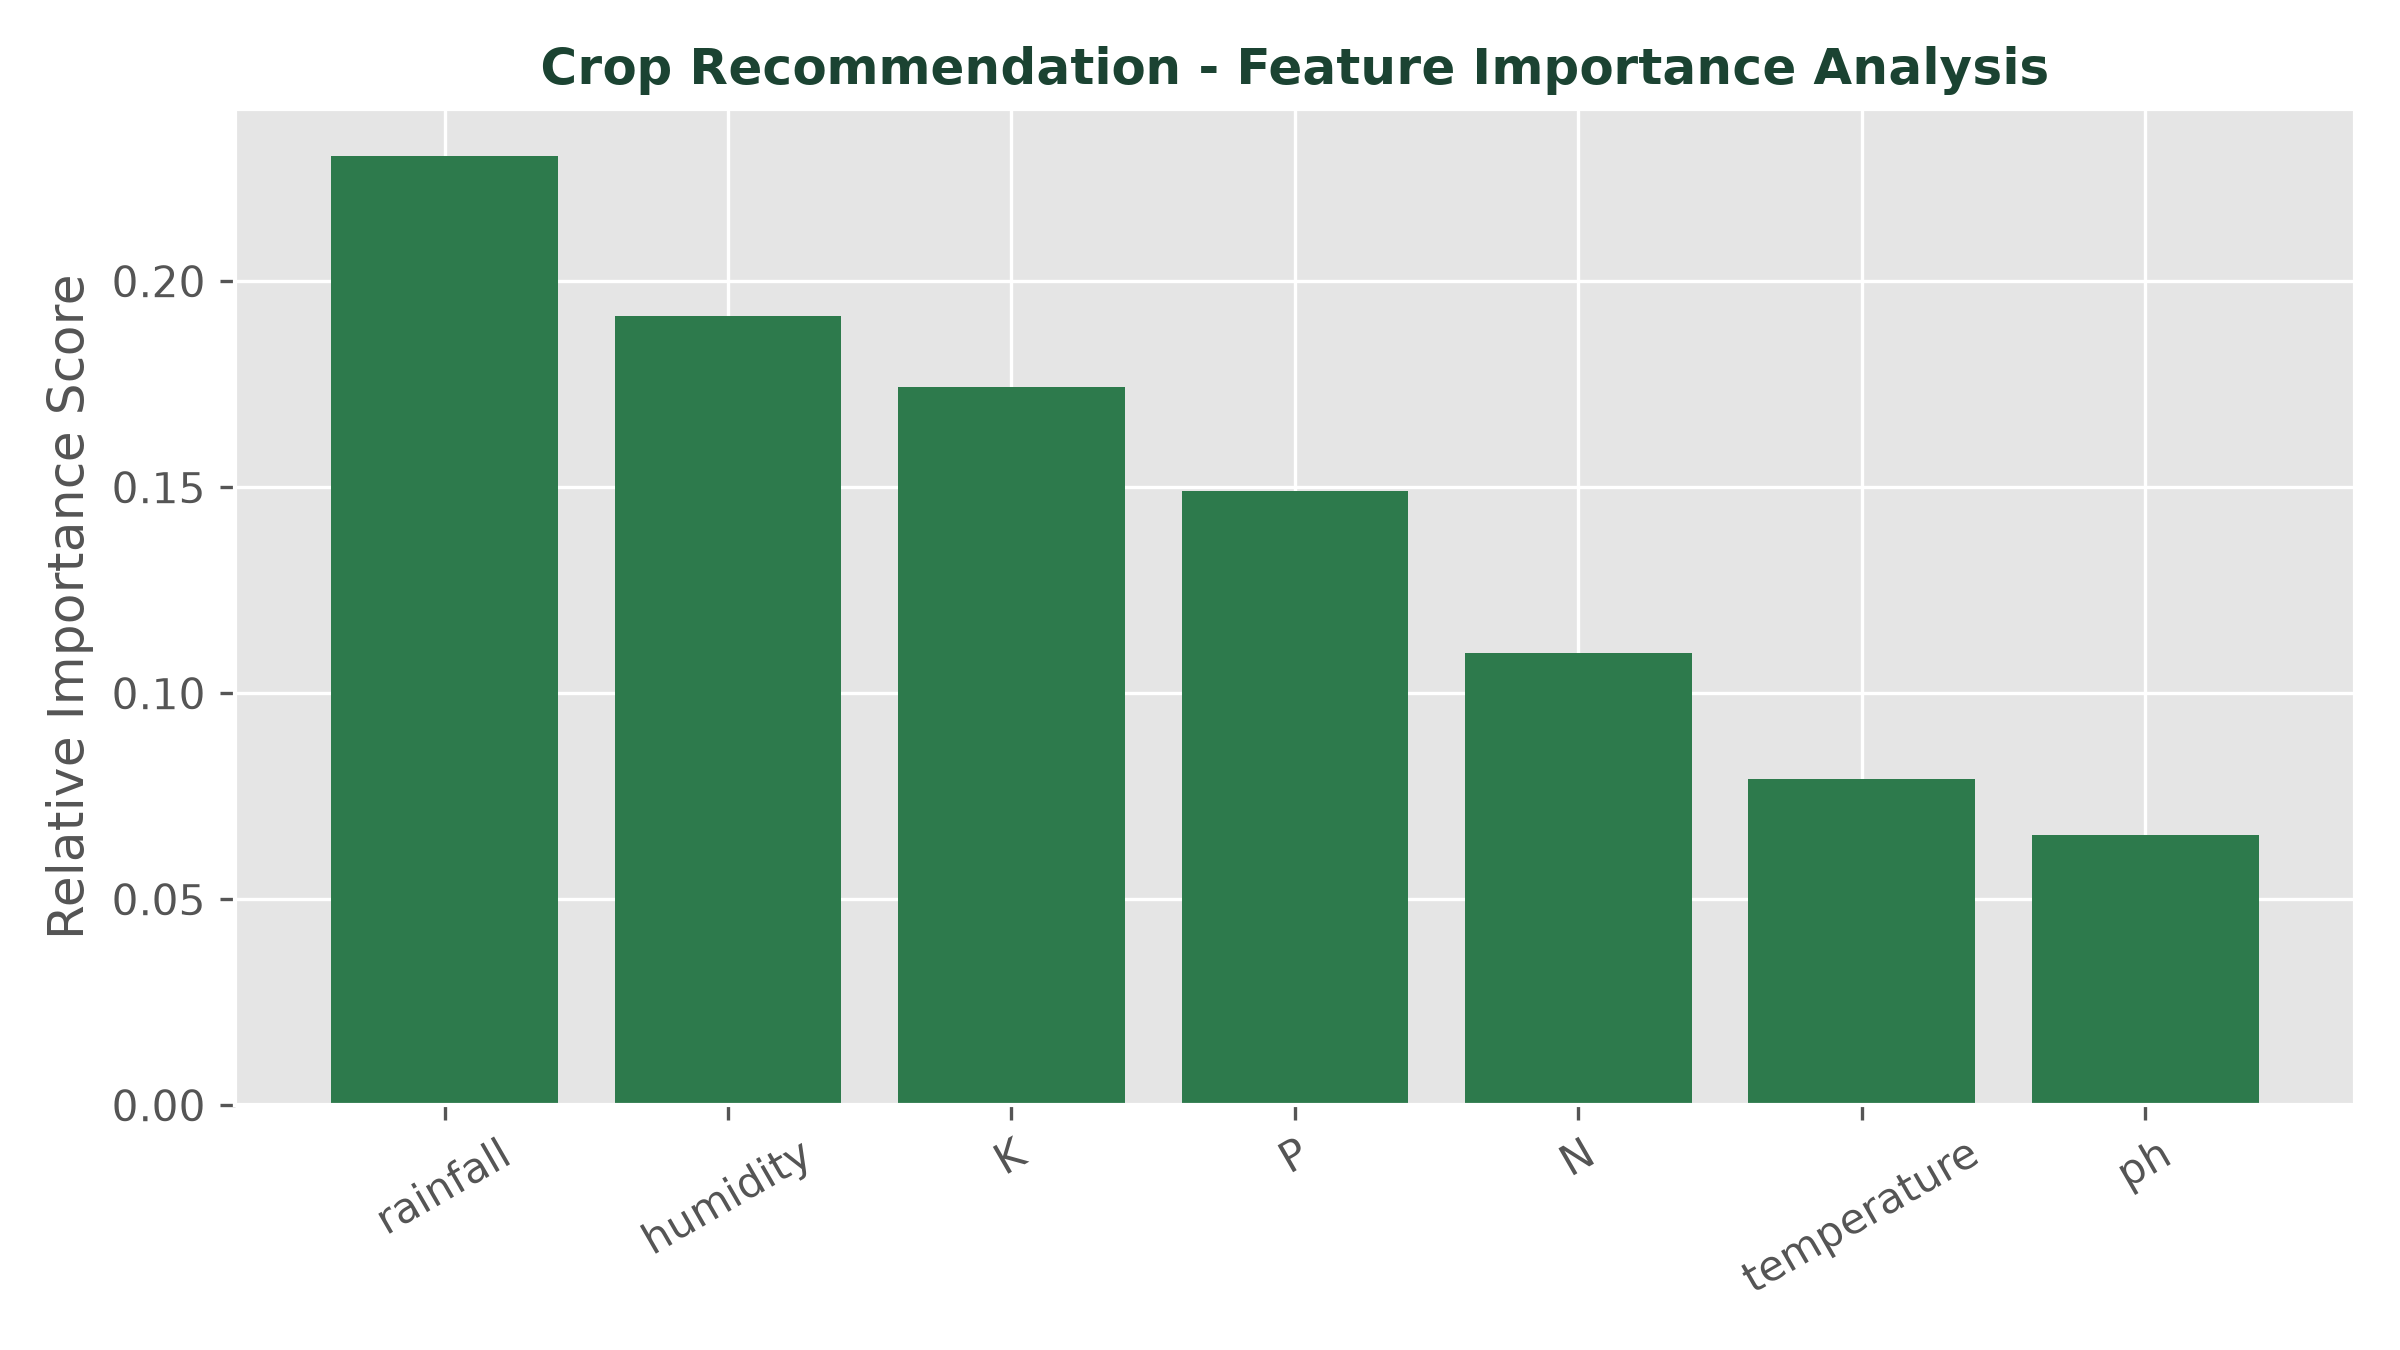 Crop Recommendation - Feature Importance Analysis
Relative Importance Score
0.20
0.15
0.10
0.05
0.00
rainfall
humidity
K
P
N
temperature
ph